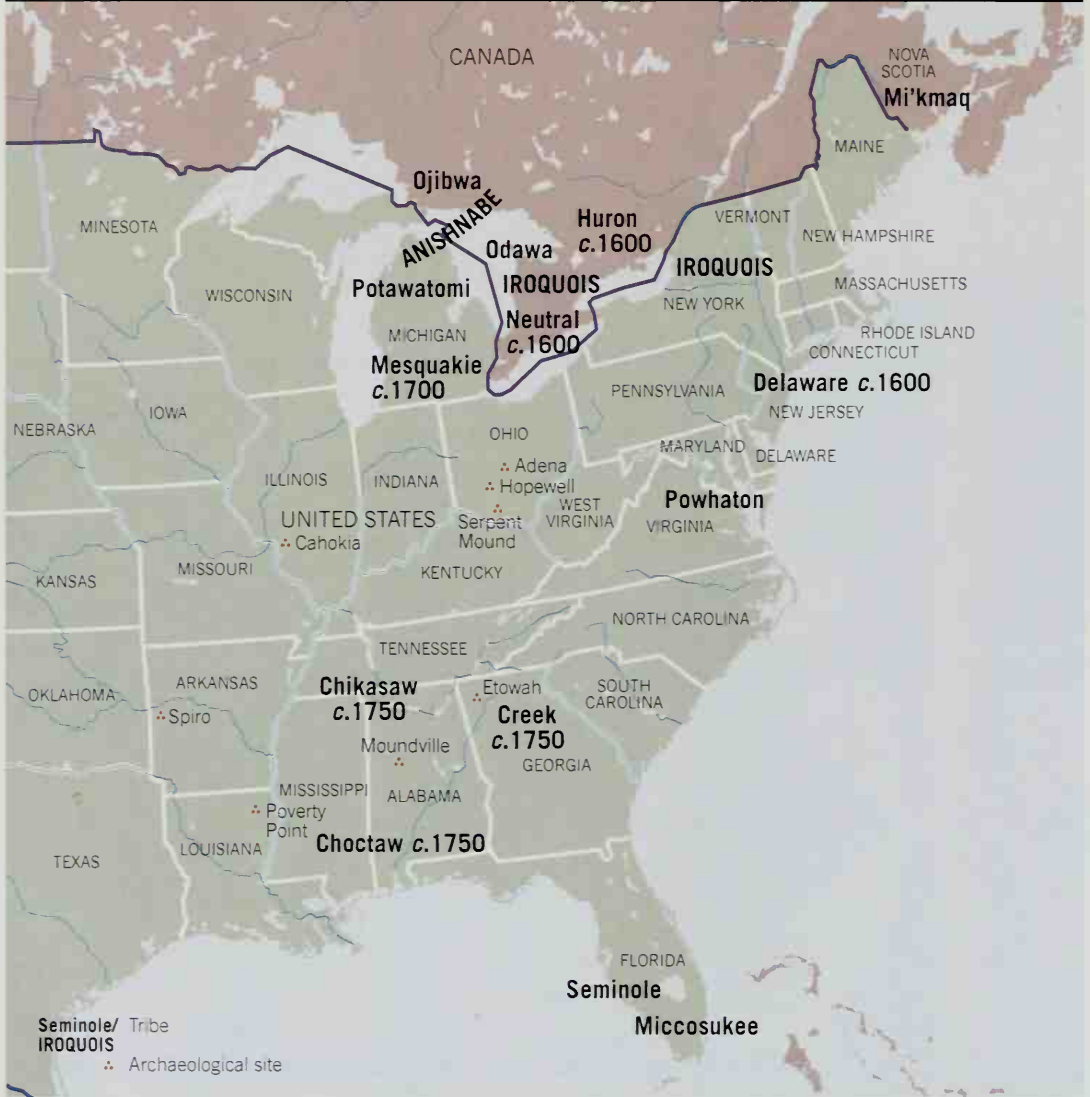 CANADA
NOVA
SCOTIA
Mi'kmaq
MAINE
Ojibwa
ANISHNABE
Huron
c.1600
VERMONT
MINESOTA
Odawa
NEW HAMPSHIRE
IROQUOIS
IROQUOIS
Potawatomi
WISCONSIN
MASSACHUSETTS
NEW YORK
Neutral
c.1600
MICHIGAN
RHODE ISLAND
CONNECTICUT
Mesquakie
c.1700
PENNSYLVANIA
Delaware c.1600
IOWA
NEW JERSEY
NEBRASKA
OHIO
MARYLAND
DELAWARE
Adena
ILLINOIS
INDIANA
Hopewell
Powhaton
WEST
VIRGINIA
UNITED STATES
Serpent
Mound
VIRGINIA
Cahokia
MISSOURI
KENTUCKY
KANSAS
NORTH CAROLINA
TENNESSEE
ARKANSAS
Chikasaw
c.1750
Etowah
SOUTH
CAROLINA
OKLAHOMA
Spiro
Creek
c.1750
Moundville
GEORGIA
MISSISSIPPI
ALABAMA
Poverty
Point
Choctaw c.1750
LOUISIANA
TEXAS
FLORIDA
Seminole
Miccosukee
Seminole/ Tribe
IROQUOIS
Archaeological site